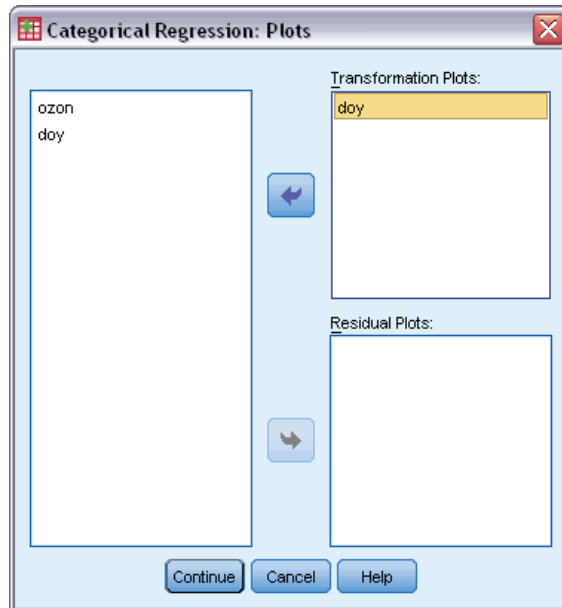 Categorical Regression: Plots
ozon
doy
Transformation Plots:
doy
Residual Plots:
Continue
Cancel
Help